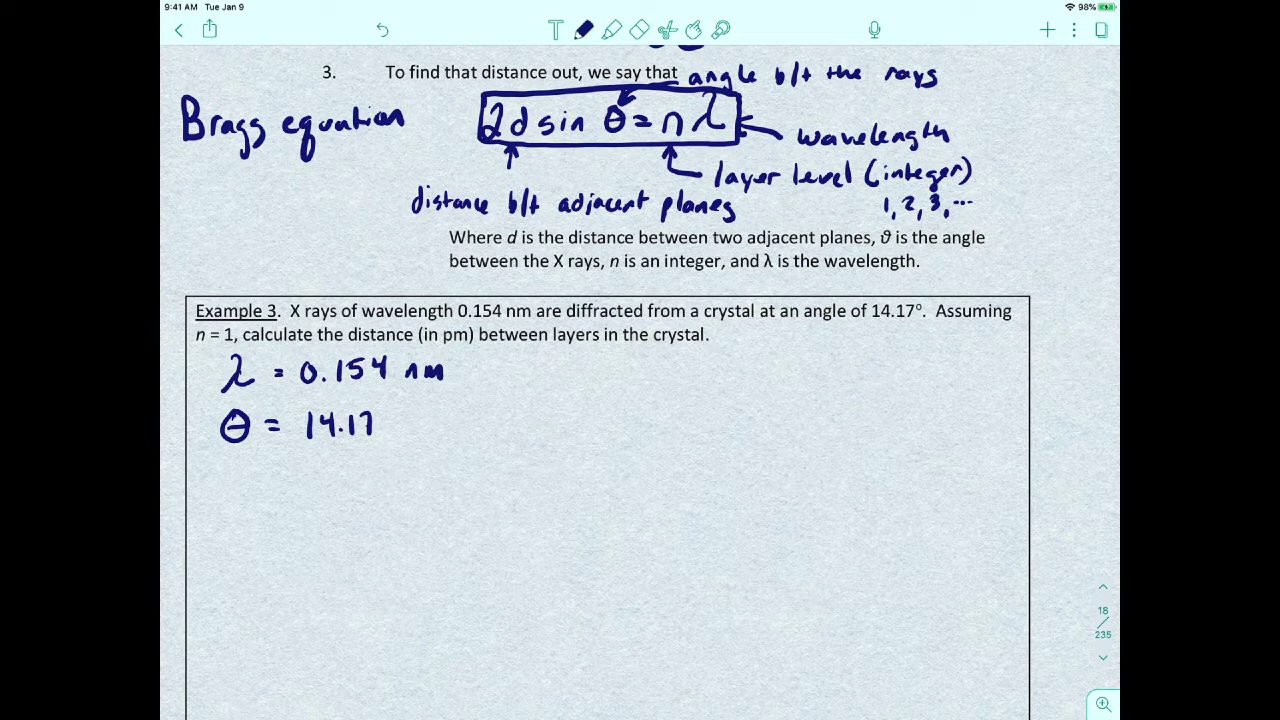 9:41 AM Tue Jan 9
98%
T
3. To find that distance out, we say that angle b/t the rays
Bragg equation
2d sin θ = nλ
wavelength
layer level (integer)
distance b/t adjacent planes
1, 2, 3, ...
Where d is the distance between two adjacent planes, ϑ is the angle
between the X rays, n is an integer, and λ is the wavelength.
Example 3. X rays of wavelength 0.154 nm are diffracted from a crystal at an angle of 14.17°. Assuming
n = 1, calculate the distance (in pm) between layers in the crystal.
λ = 0.154 nm
θ = 14.17
18
/
235